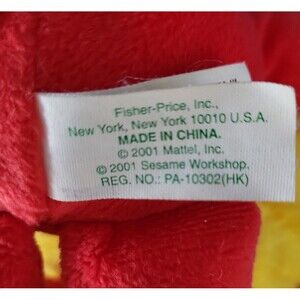 Fisher-Price, Inc.,
New York, New York 10010 U.S.A.
MADE IN CHINA.
© 2001 Mattel, Inc.
© 2001 Sesame Workshop.
REG. NO.: PA-10302(HK)